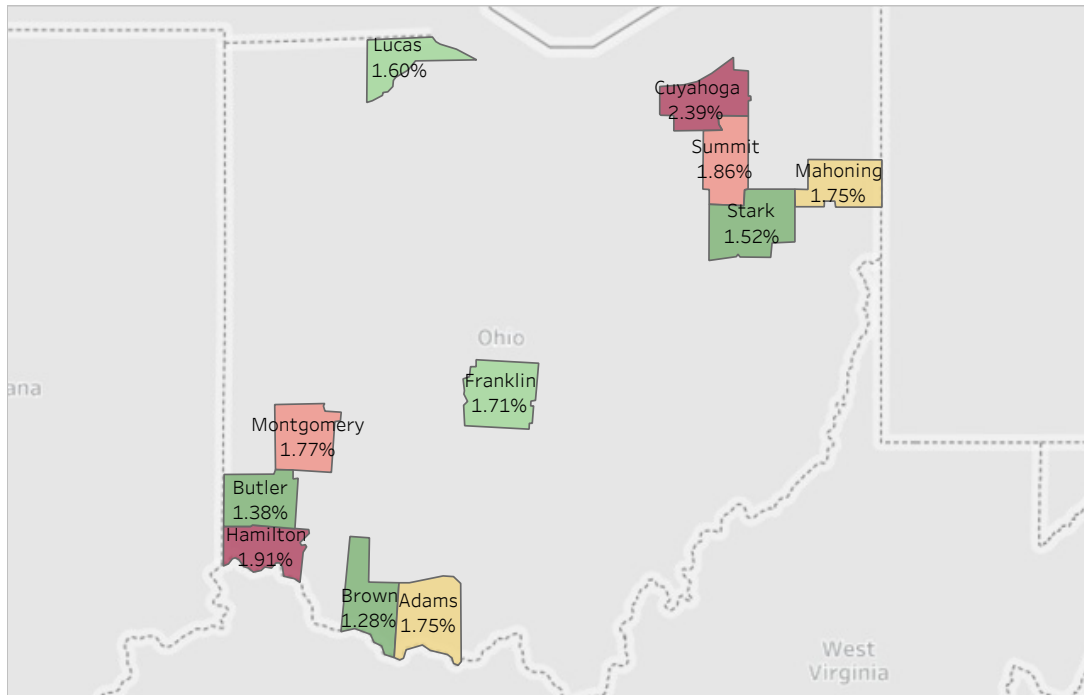 Lucas
1.60%
Cuyahoga
2.39%
Summit
1.86%
Mahoning
1.75%
Stark
1.52%
Ohio
ana
Franklin
1.71%
Montgomery
1.77%
Butler
1.38%
Hamilton
1.91%
Brown
1.28%
Adams
1.75%
West
Virginia